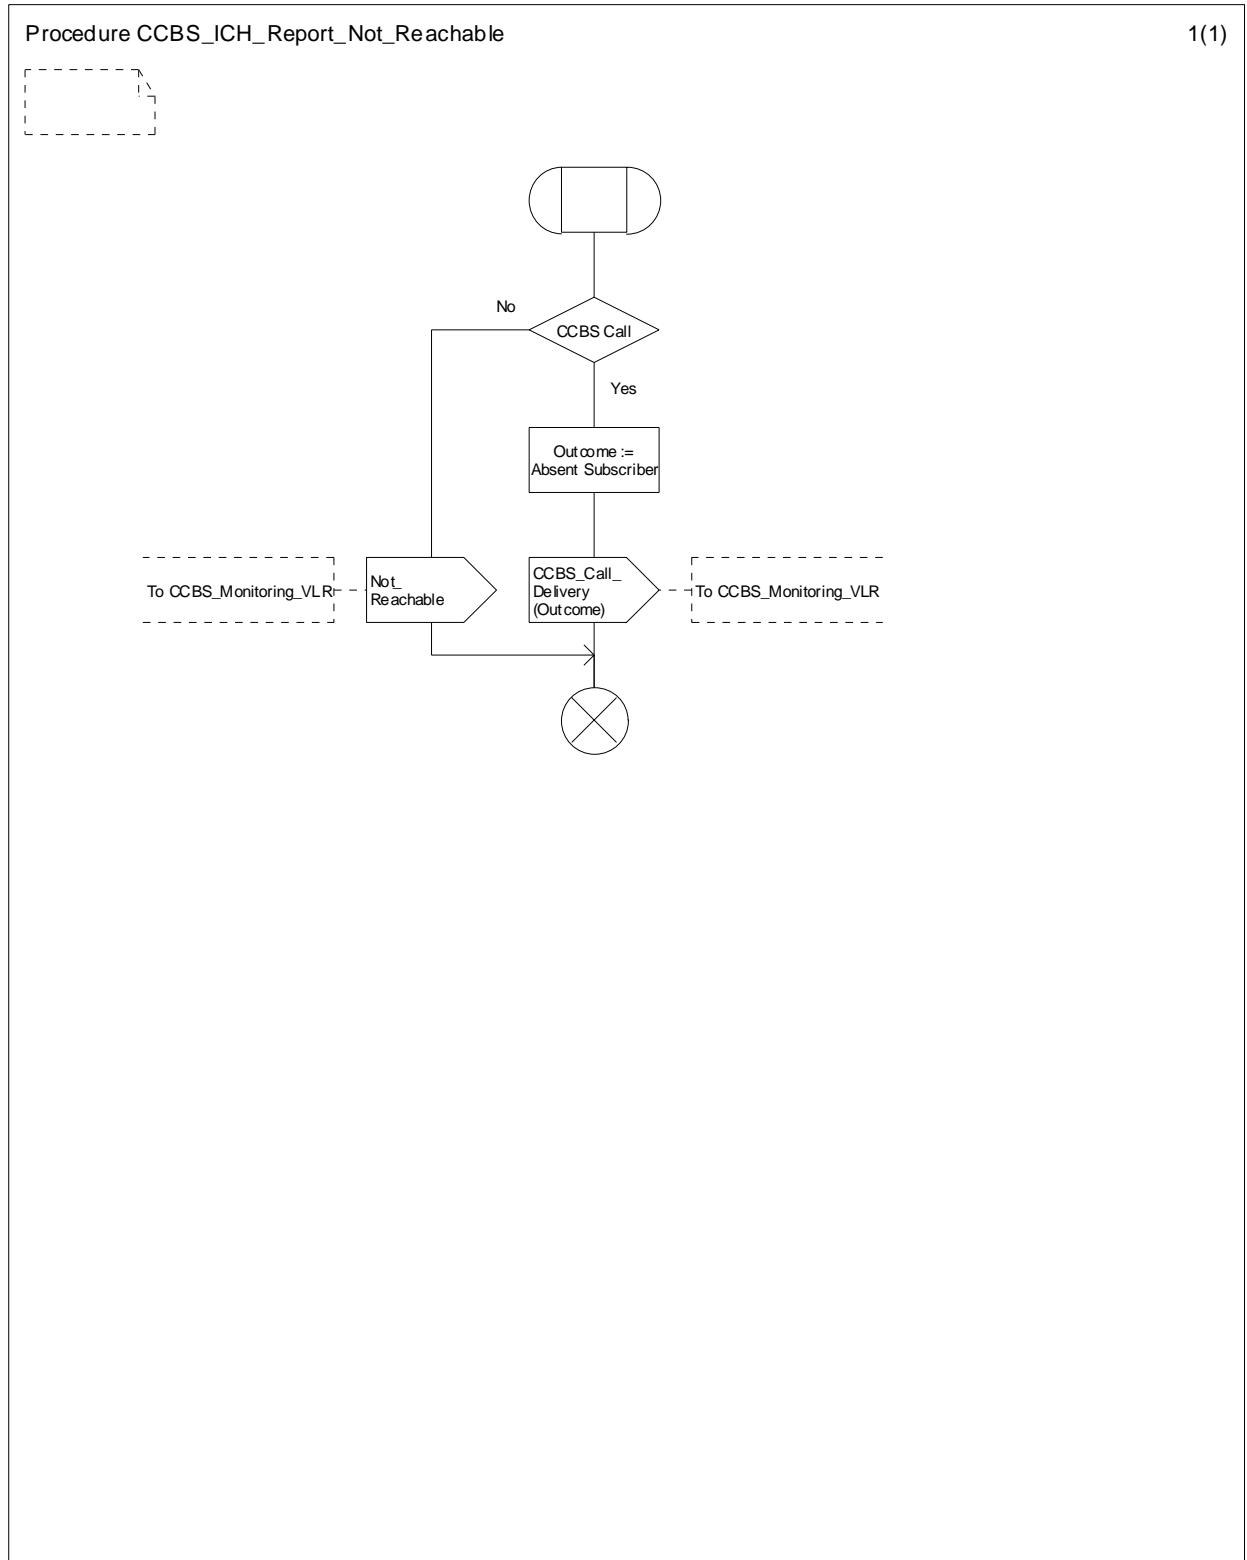 Procedure CCBS_ICH_Report_Not_Reachable 1(1)
No
CCBS Call
Yes
Outcome :=
Absent Subscriber
To CCBS_Monitoring_VLR
Not_
Reachable
CCBS_Call_
Delivery
(Outcome)
To CCBS_Monitoring_VLR